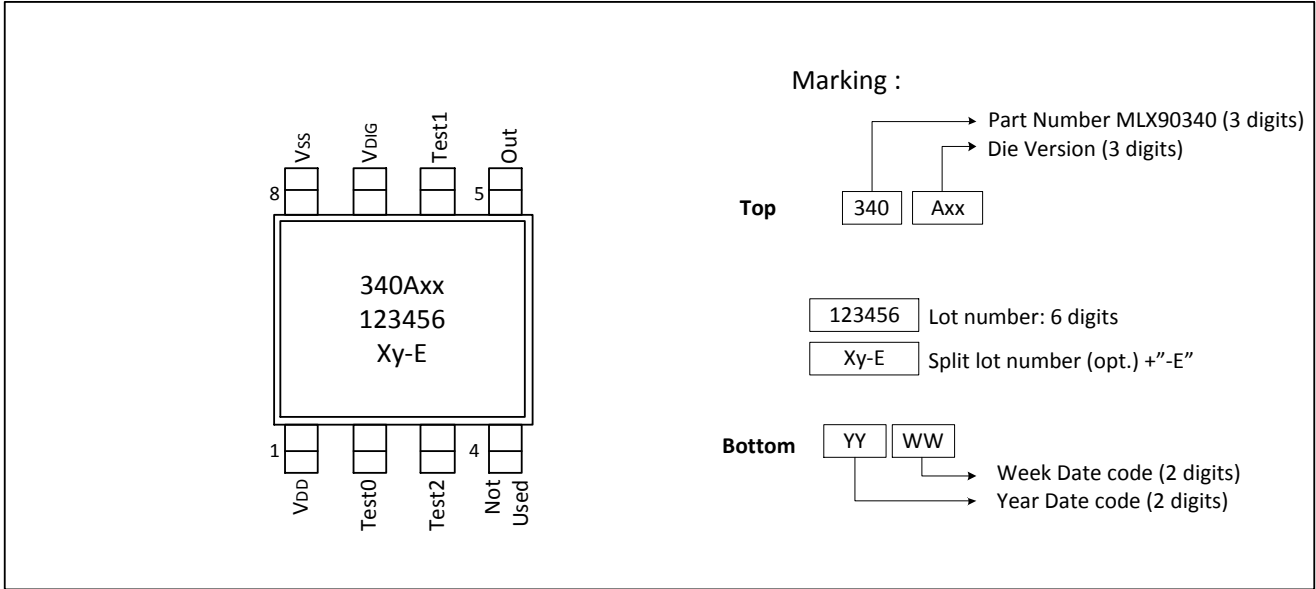 Marking :
Part Number MLX90340 (3 digits)
Die Version (3 digits)
Top
340
Axx
123456
Lot number: 6 digits
Xy-E
Split lot number (opt.) +”-E”
Bottom
YY
WW
Week Date code (2 digits)
Year Date code (2 digits)
VSS
VDIG
Test1
Out
8
5
340Axx
123456
Xy-E
1
4
VDD
Test0
Test2
Not
Used